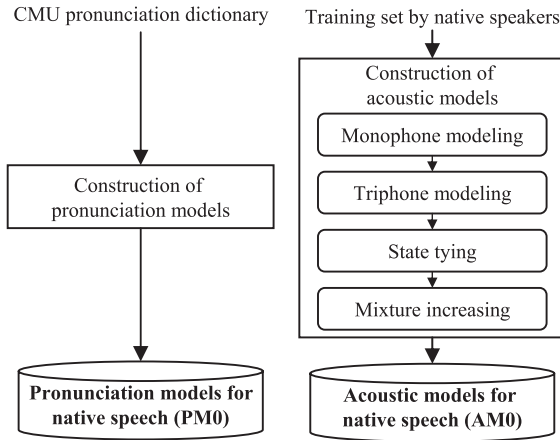 CMU pronunciation dictionary
Construction of
pronunciation models
Pronunciation models for
native speech (PM0)
Training set by native speakers
Construction of
acoustic models
Monophone modeling
Triphone modeling
State tying
Mixture increasing
Acoustic models for
native speech (AM0)